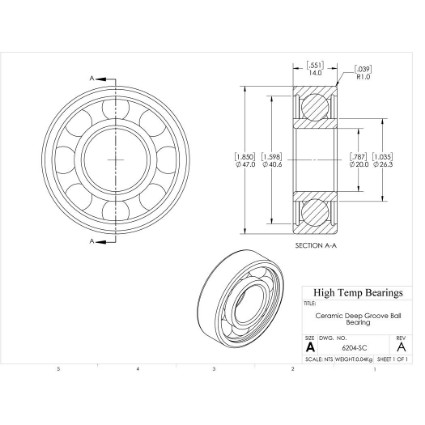 A
A
[.551]
14.0
[.039]
R1.0
[1.850]
Ø47.0
[1.598]
Ø40.6
[.787]
Ø20.0
[1.035]
Ø26.3
SECTION A-A
High Temp Bearings
TITLE:
Ceramic Deep Groove Ball
Bearing
SIZE DWG. NO. REV
A 6204-SC A
SCALE: NTS WEIGHT:0.04Kg SHEET 1 OF 1
5 4 3 2 1